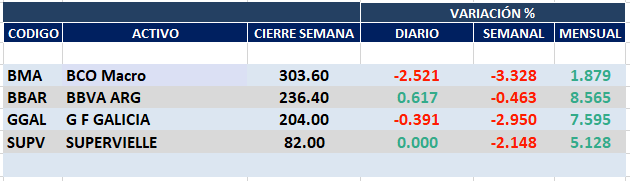 VARIACIÓN %
CODIGO ACTIVO CIERRE SEMANA DIARIO SEMANAL MENSUAL
BMA BCO Macro 303.60 -2.521 -3.328 1.879
BBAR BBVA ARG 236.40 0.617 -0.463 8.565
GGAL G F GALICIA 204.00 -0.391 -2.950 7.595
SUPV SUPERVIELLE 82.00 0.000 -2.148 5.128